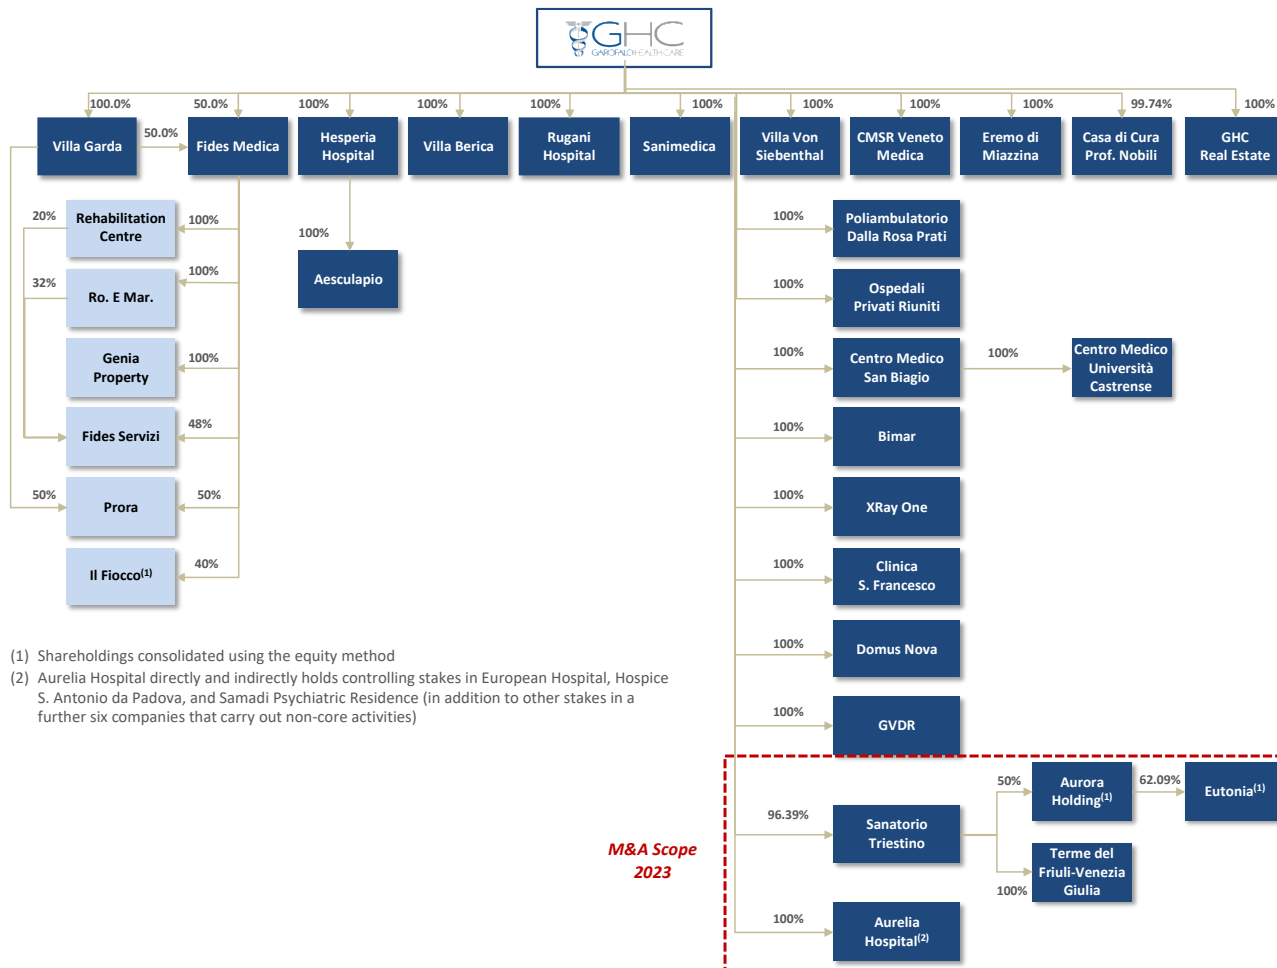 GHC
GAROFALO HEALTH CARE
100.0%
50.0%
100%
100%
100%
100%
100%
100%
100%
99.74%
100%
Villa Garda
50.0%
Fides Medica
Hesperia
Hospital
Villa Berica
Rugani
Hospital
Sanimedica
Villa Von
Siebenthal
CMSR Veneto
Medica
Eremo di
Miazzina
Casa di Cura
Prof. Nobili
GHC
Real Estate
20%
Rehabilitation
Centre
100%
32%
Ro. E Mar.
100%
Genia
Property
100%
Fides Servizi
48%
50%
Prora
50%
Il Fiocco(1)
40%
100%
Aesculapio
100%
Poliambulatorio
Dalla Rosa Prati
100%
Ospedali
Privati Riuniti
100%
Centro Medico
San Biagio
100%
Centro Medico
Università
Castrense
100%
Bimar
100%
XRay One
100%
Clinica
S. Francesco
100%
Domus Nova
100%
GVDR
(1) Shareholdings consolidated using the equity method
(2) Aurelia Hospital directly and indirectly holds controlling stakes in European Hospital, Hospice
S. Antonio da Padova, and Samadi Psychiatric Residence (in addition to other stakes in a
further six companies that carry out non-core activities)
M&A Scope
2023
96.39%
Sanatorio
Triestino
50%
Aurora
Holding(1)
62.09%
Eutonia(1)
100%
Terme del
Friuli-Venezia
Giulia
100%
Aurelia
Hospital(2)